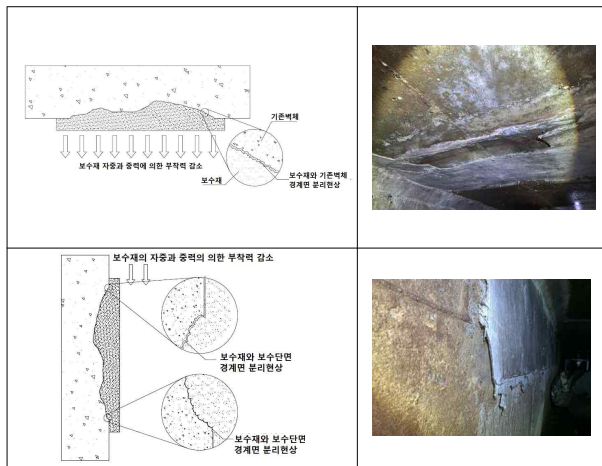 기존벽체
보수재 자중과 중력에 의한 부착력 감소
보수재
보수재와 기존벽체
경계면 분리현상
보수재의 자중과 중력의 의한 부착력 감소
보수재와 보수단면
경계면 분리현상
보수재와 보수단면
경계면 분리현상